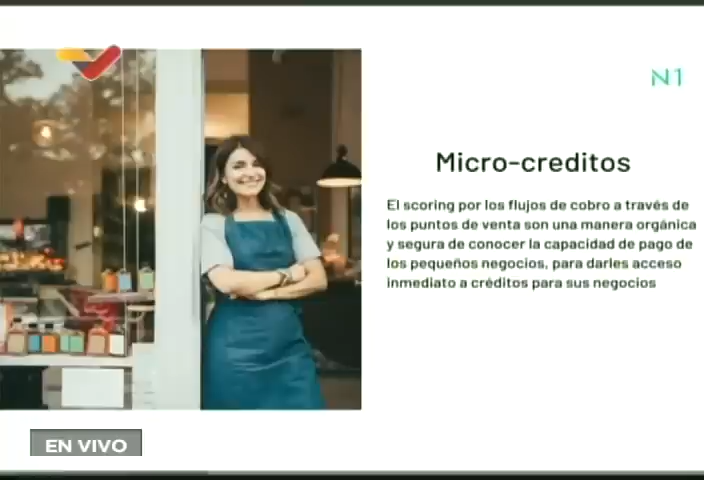 N1
Micro-creditos
El scoring por los flujos de cobro a través de
los puntos de venta son una manera orgánica
y segura de conocer la capacidad de pago de
los pequeños negocios, para darles acceso
inmediato a créditos para sus negocios
EN VIVO